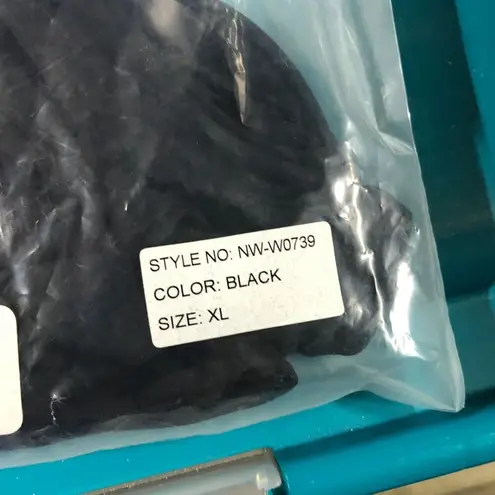 STYLE NO: NW-W0739
COLOR: BLACK
SIZE: XL